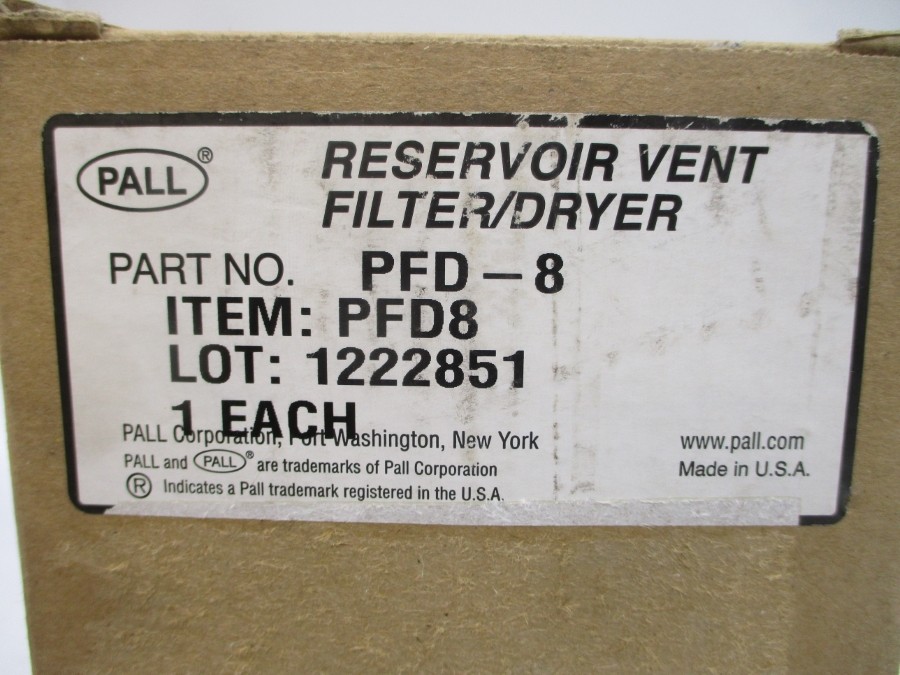 PALL®
RESERVOIR VENT
FILTER/DRYER
PART NO. PFD-8
ITEM: PFD8
LOT: 1222851
1 EACH
PALL Corporation, Port Washington, New York
PALL and PALL® are trademarks of Pall Corporation
® Indicates a Pall trademark registered in the U.S.A.
www.pall.com
Made in U.S.A.